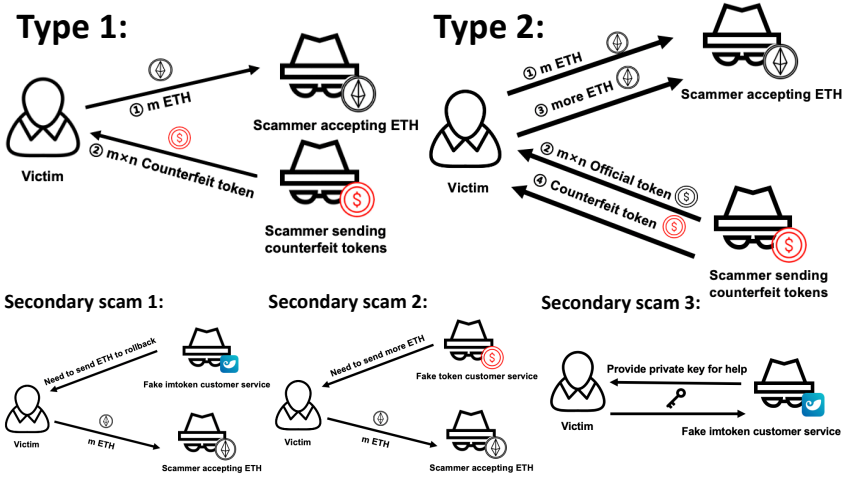 Type 1:
① m ETH
Scammer accepting ETH
② m×n Counterfeit token
Victim
Scammer sending
counterfeit tokens
Type 2:
① m ETH
③ more ETH
Scammer accepting ETH
Victim
② m×n Official token
④ Counterfeit token
Scammer sending
counterfeit tokens
Secondary scam 1:
Need to send ETH to rollback
Fake imtoken customer service
Victim
m ETH
Scammer accepting ETH
Secondary scam 2:
Need to send more ETH
Fake token customer service
Victim
m ETH
Scammer accepting ETH
Secondary scam 3:
Provide private key for help
Victim
Fake imtoken customer service